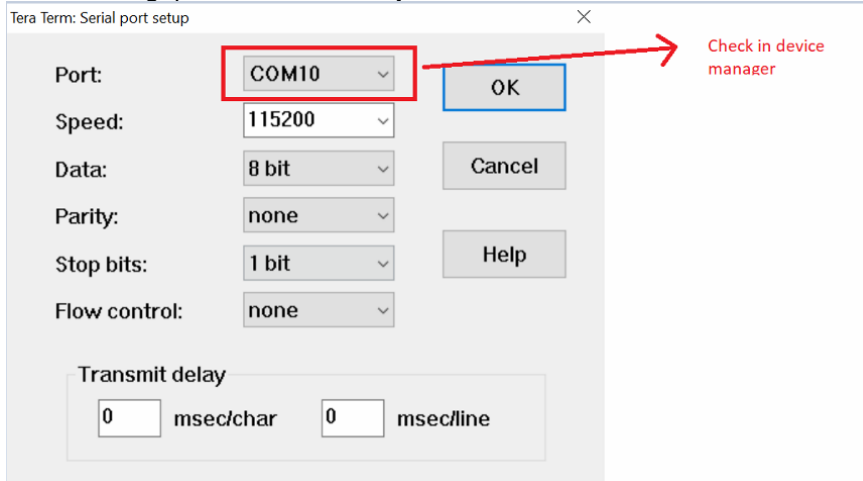 Tera Term: Serial port setup
Check in device
manager
Port: COM10 OK
Speed: 115200
Data: 8 bit Cancel
Parity: none
Stop bits: 1 bit Help
Flow control: none
Transmit delay
0 msec/char 0 msec/line